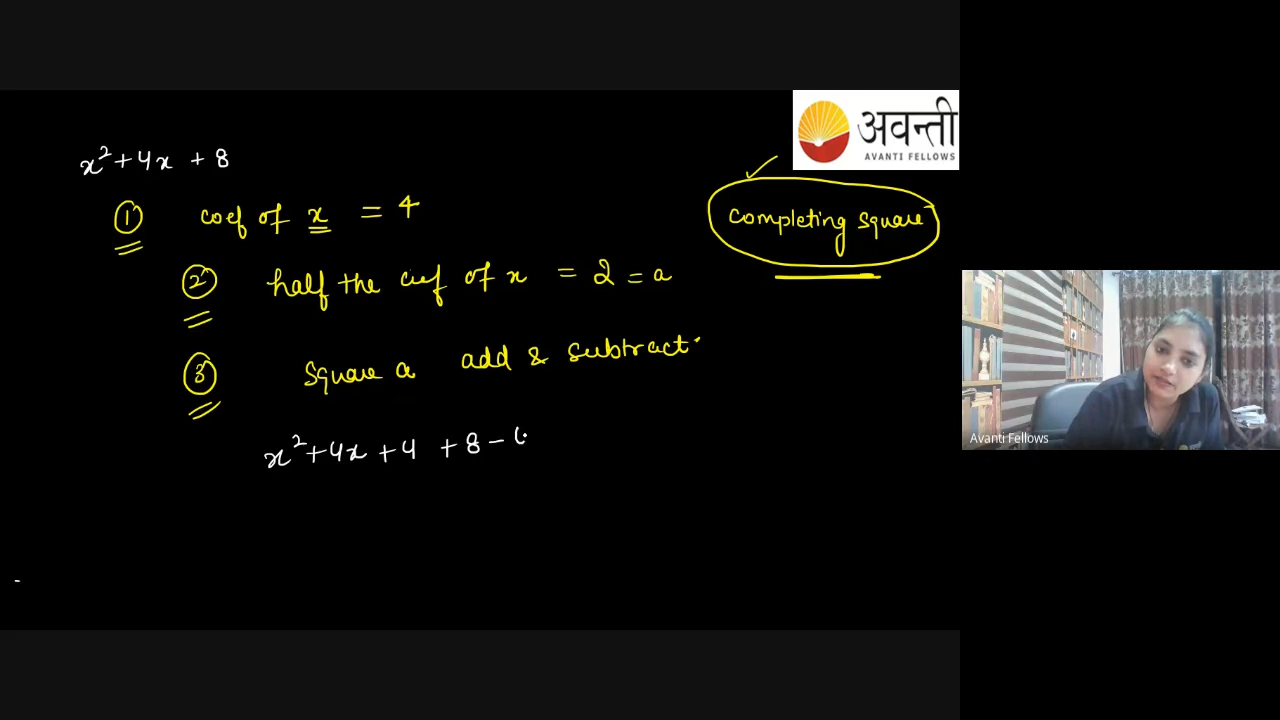 अवन्ती
AVANTI FELLOWS
x² + 4x + 8
completing square
① coef of x = 4
② half the coef of x = 2 = a
③ square a add & subtract.
x² + 4x + 4 + 8 -
Avanti Fellows